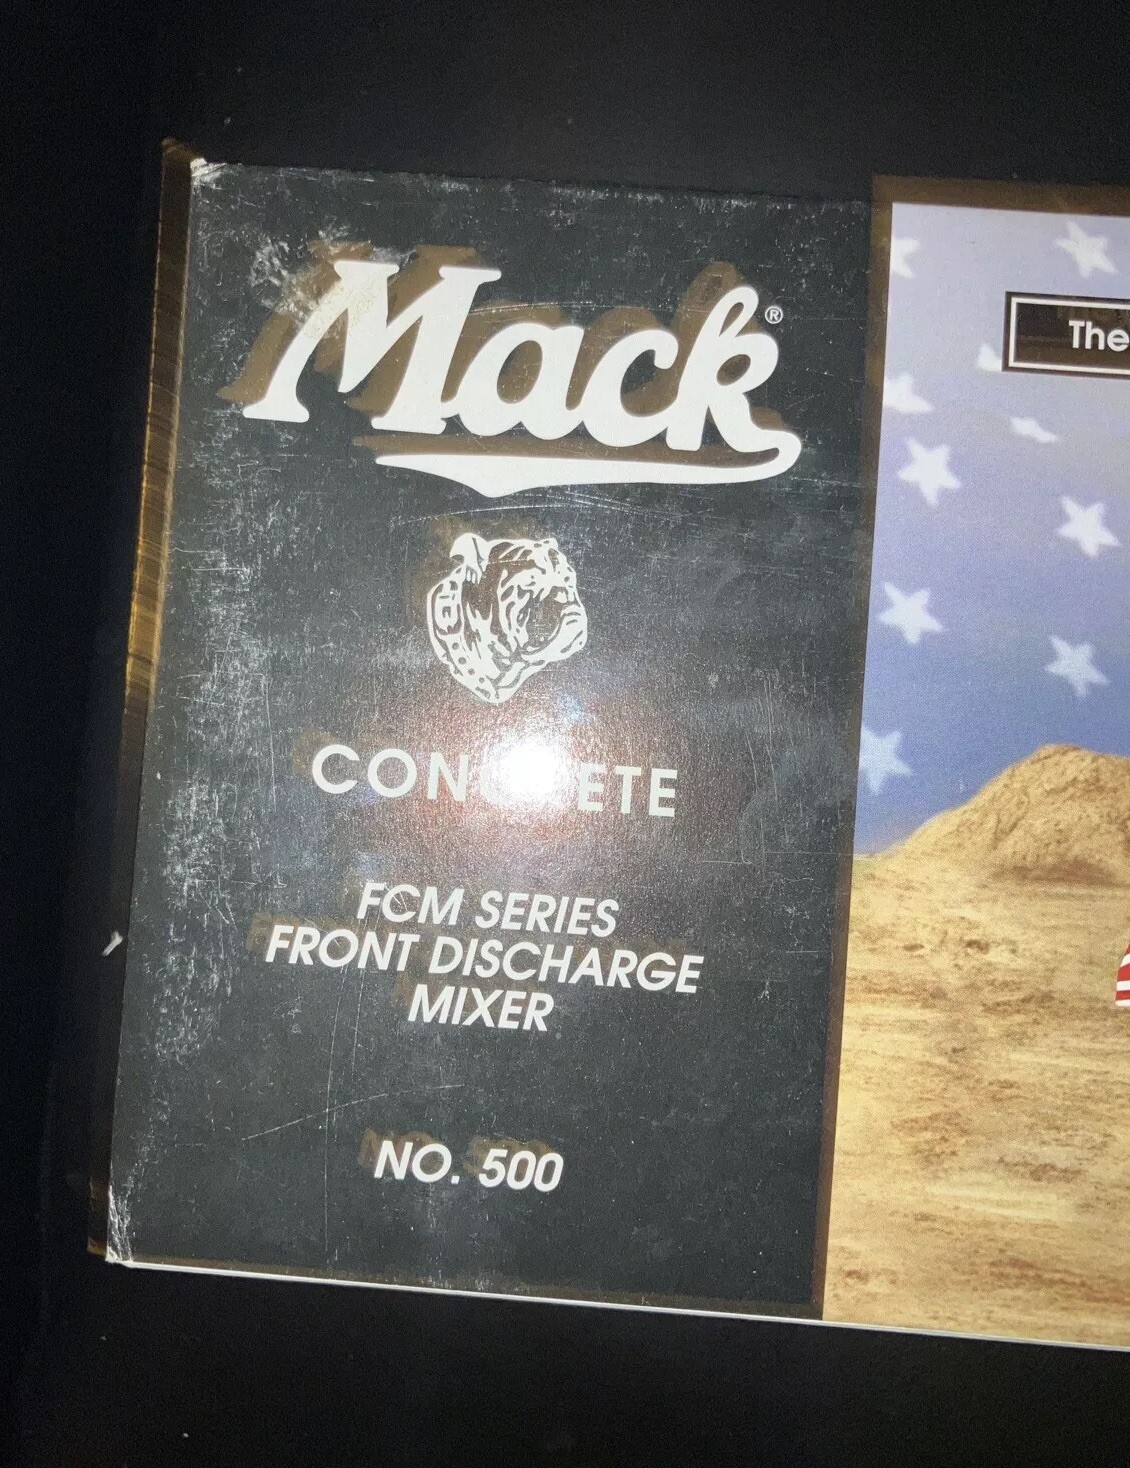 Mack®
The
CONCRETE
FCM SERIES
FRONT DISCHARGE
MIXER
NO. 500